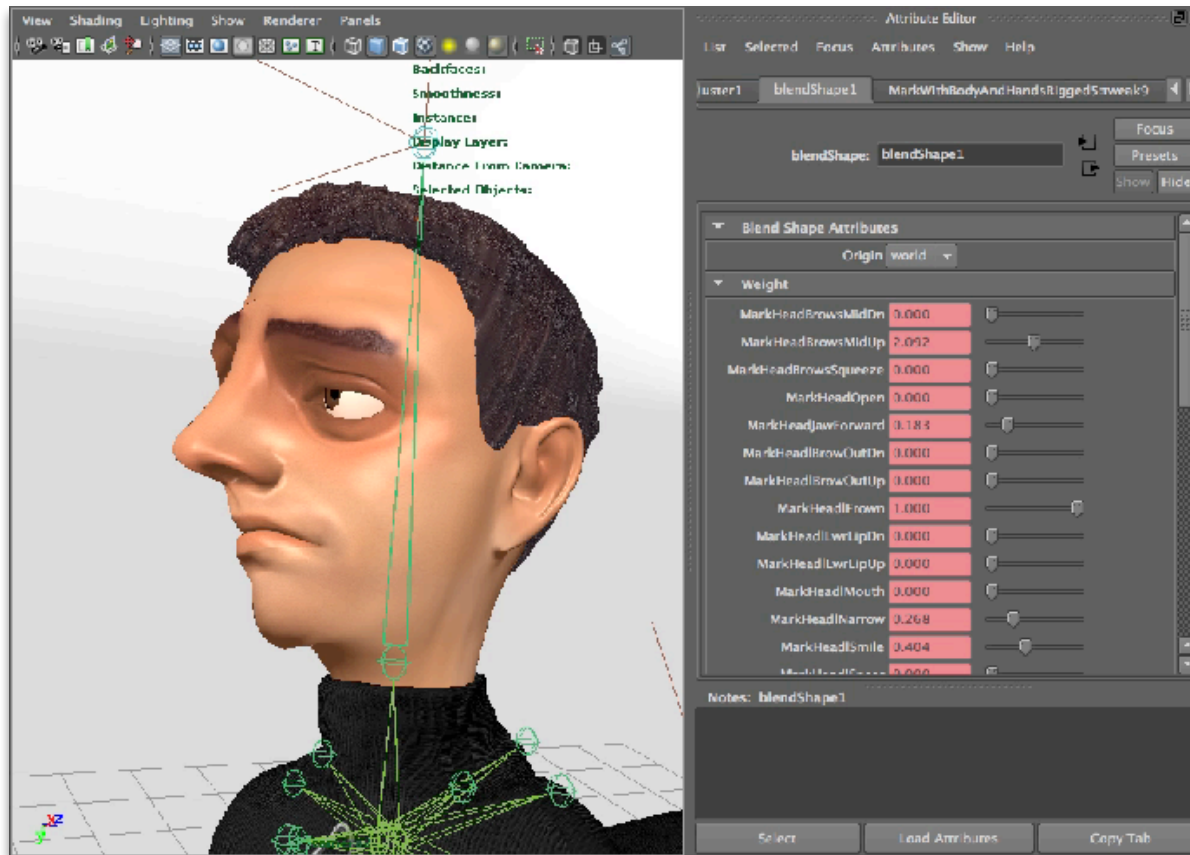 View Shading Lighting Show Renderer Panels
Backfaces:
Smoothness:
Instance:
Display Layer:
Distance From Camera:
Selected Objects:
Attribute Editor
List Selected Focus Attributes Show Help
blendShape1 MarkWithBodyAndHandsRigged5:tweak9
blendShape: blendShape1
Focus
Presets
Show Hide
Blend Shape Attributes
Origin world
Weight
MarkHeadBrowsMidDn 0.000
MarkHeadBrowsMidUp 2.092
MarkHeadBrowsSqueeze 0.000
MarkHeadOpen 0.000
MarkHeadJawForward 0.183
MarkHeadlBrowOutDn 0.000
MarkHeadlBrowOutUp 0.000
MarkHeadlFrown 1.000
MarkHeadlLwrLipDn 0.000
MarkHeadlLwrLipUp 0.000
MarkHeadlMouth 0.000
MarkHeadlNarrow 0.268
MarkHeadlSmile 0.404
Notes: blendShape1
Select Load Attributes Copy Tab